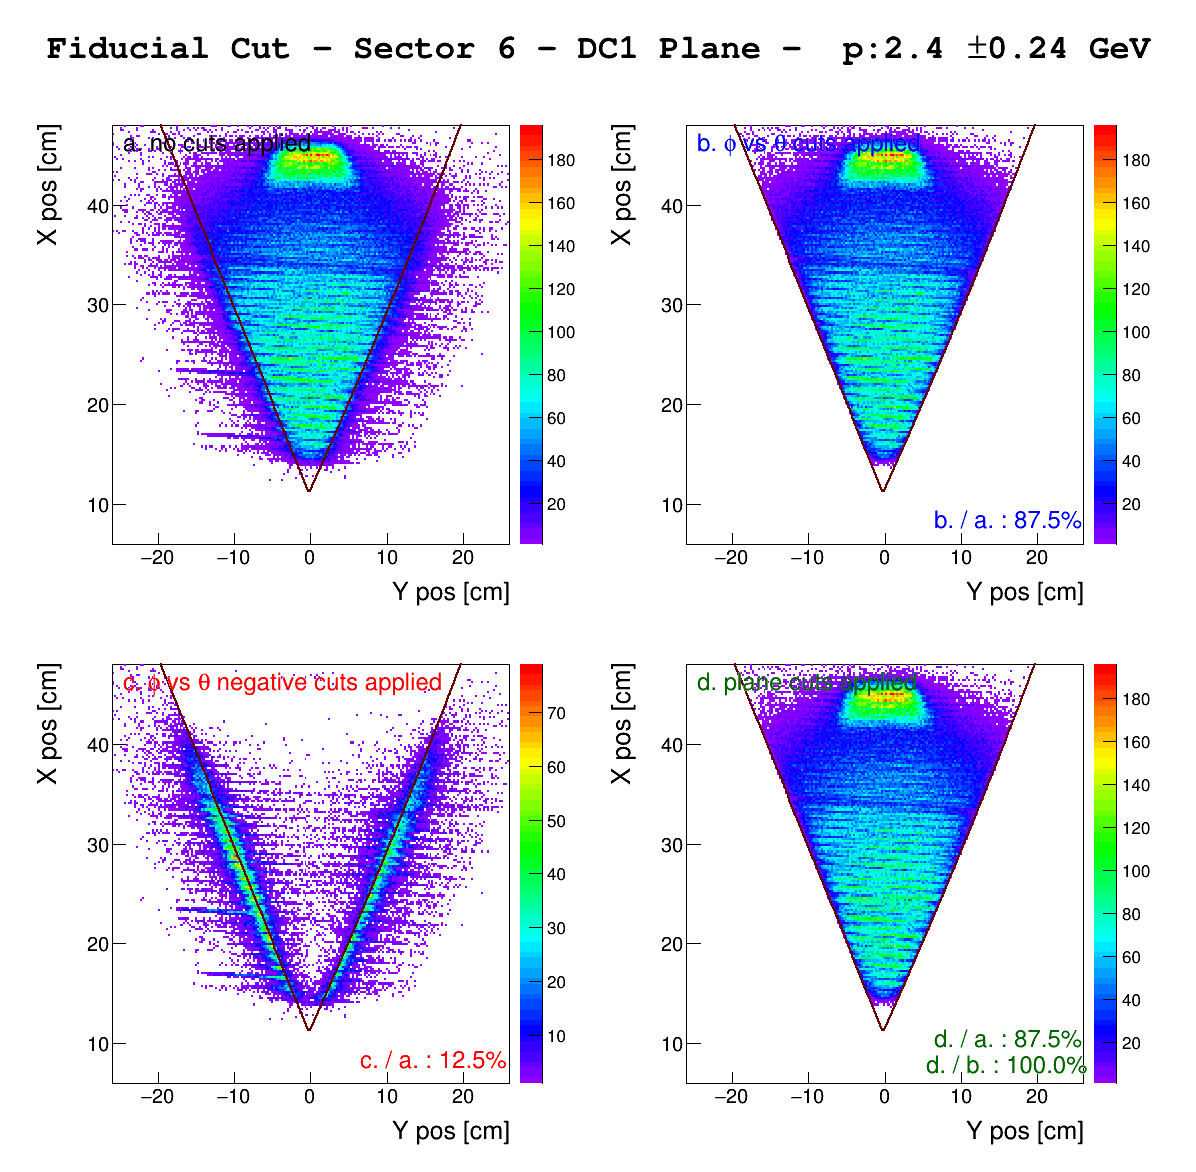 Fiducial Cut − Sector 6 − DC1 Plane − p:2.4 ±0.24 GeV
a. no cuts applied
X pos [cm]
40
30
20
10
−20 −10 0 10 20
Y pos [cm]
180
160
140
120
100
80
60
40
20
b. ϕ vs θ cuts applied
X pos [cm]
40
30
20
10
b. / a. : 87.5%
−20 −10 0 10 20
Y pos [cm]
180
160
140
120
100
80
60
40
20
c. ϕ vs θ negative cuts applied
X pos [cm]
40
30
20
10
c. / a. : 12.5%
−20 −10 0 10 20
Y pos [cm]
70
60
50
40
30
20
10
d. plane cuts applied
X pos [cm]
40
30
20
10
d. / a. : 87.5%
d. / b. : 100.0%
−20 −10 0 10 20
Y pos [cm]
180
160
140
120
100
80
60
40
20